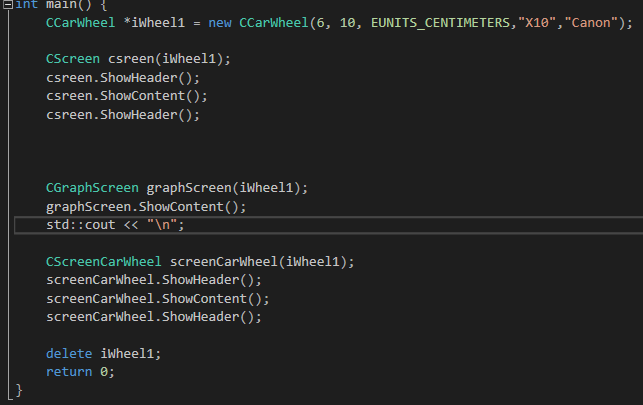 int main() {
CCarWheel *iWheel1 = new CCarWheel(6, 10, EUNITS_CENTIMETERS,"X10","Canon");
CScreen csreen(iWheel1);
csreen.ShowHeader();
csreen.ShowContent();
csreen.ShowHeader();
CGraphScreen graphScreen(iWheel1);
graphScreen.ShowContent();
std::cout << "\n";
CScreenCarWheel screenCarWheel(iWheel1);
screenCarWheel.ShowHeader();
screenCarWheel.ShowContent();
screenCarWheel.ShowHeader();
delete iWheel1;
return 0;
}